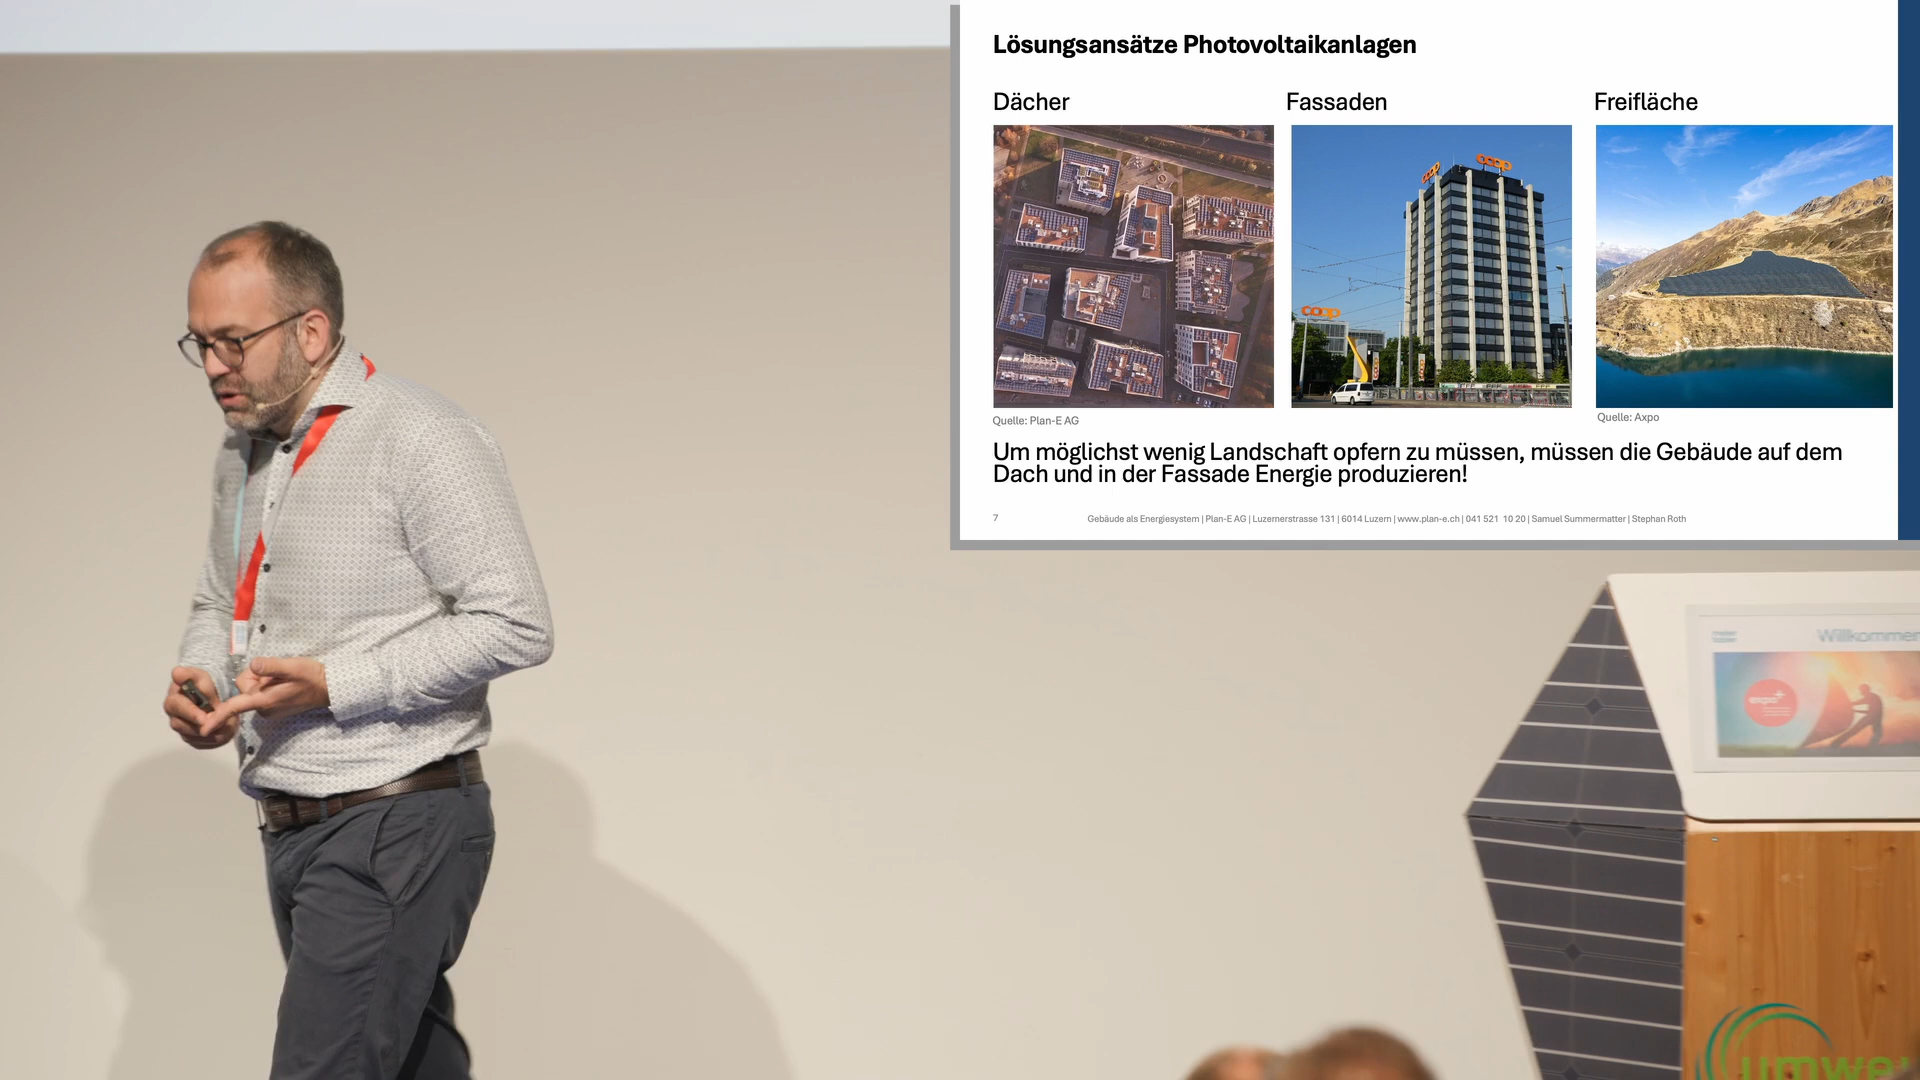 Lösungsansätze Photovoltaikanlagen
Dächer
Fassaden
Freifläche
coop
coop
coop
Quelle: Plan-E AG
Quelle: Axpo
Um möglichst wenig Landschaft opfern zu müssen, müssen die Gebäude auf dem
Dach und in der Fassade Energie produzieren!
7
Gebäude als Energiesystem | Plan-E AG | Luzernerstrasse 131 | 6014 Luzern | www.plan-e.ch | 041 521 10 20 | Samuel Summermatter | Stephan Roth
Willkommen
expo
umwe